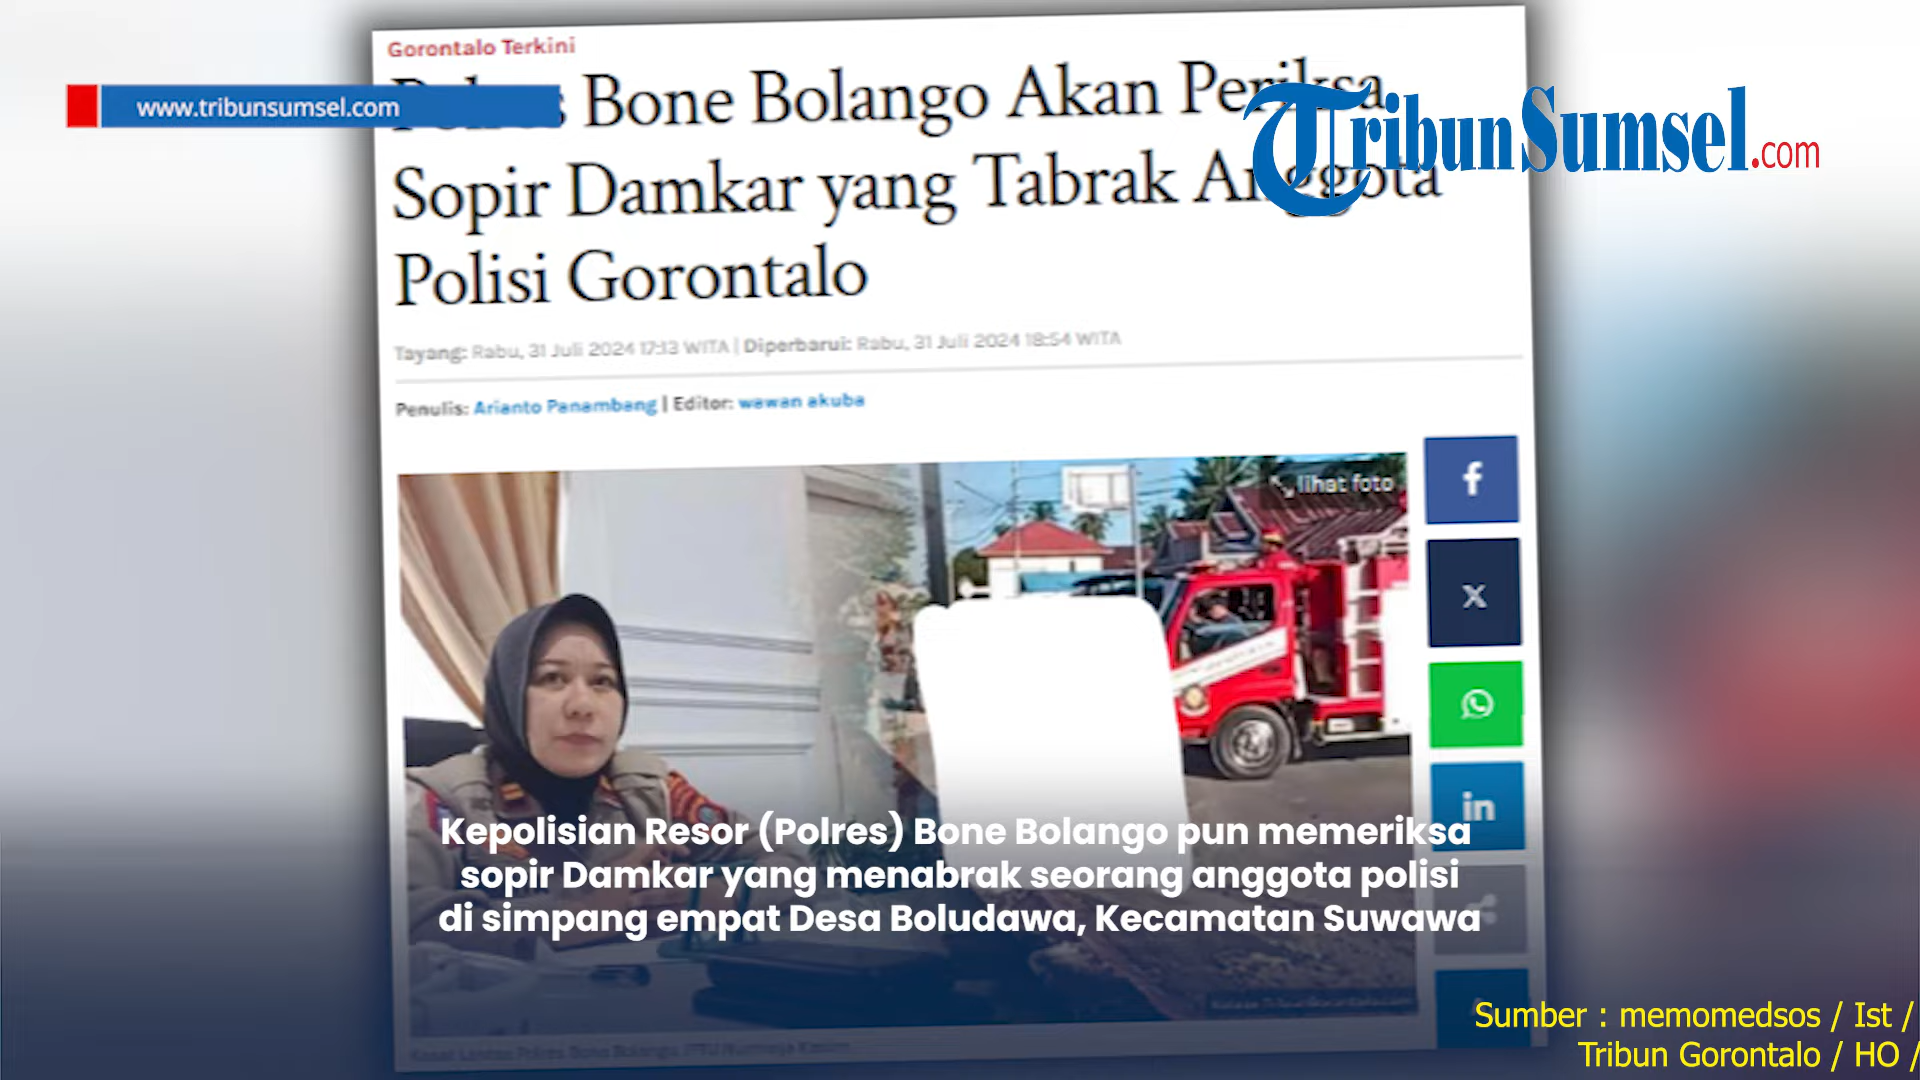 Gorontalo Terkini
www.tribunsumsel.com
Polres Bone Bolango Akan Periksa
TribunSumsel.com
Sopir Damkar yang Tabrak Anggota
Polisi Gorontalo
Tayang: Rabu, 31 Juli 2024 17:13 WITA | Diperbarui: Rabu, 31 Juli 2024 18:54 WITA
Penulis: Arianto Panambang | Editor: wawan akuba
lihat foto
f
X
in
Kepolisian Resor (Polres) Bone Bolango pun memeriksa
sopir Damkar yang menabrak seorang anggota polisi
di simpang empat Desa Boludawa, Kecamatan Suwawa
Sumber : memomedsos / Ist /
Tribun Gorontalo / HO /